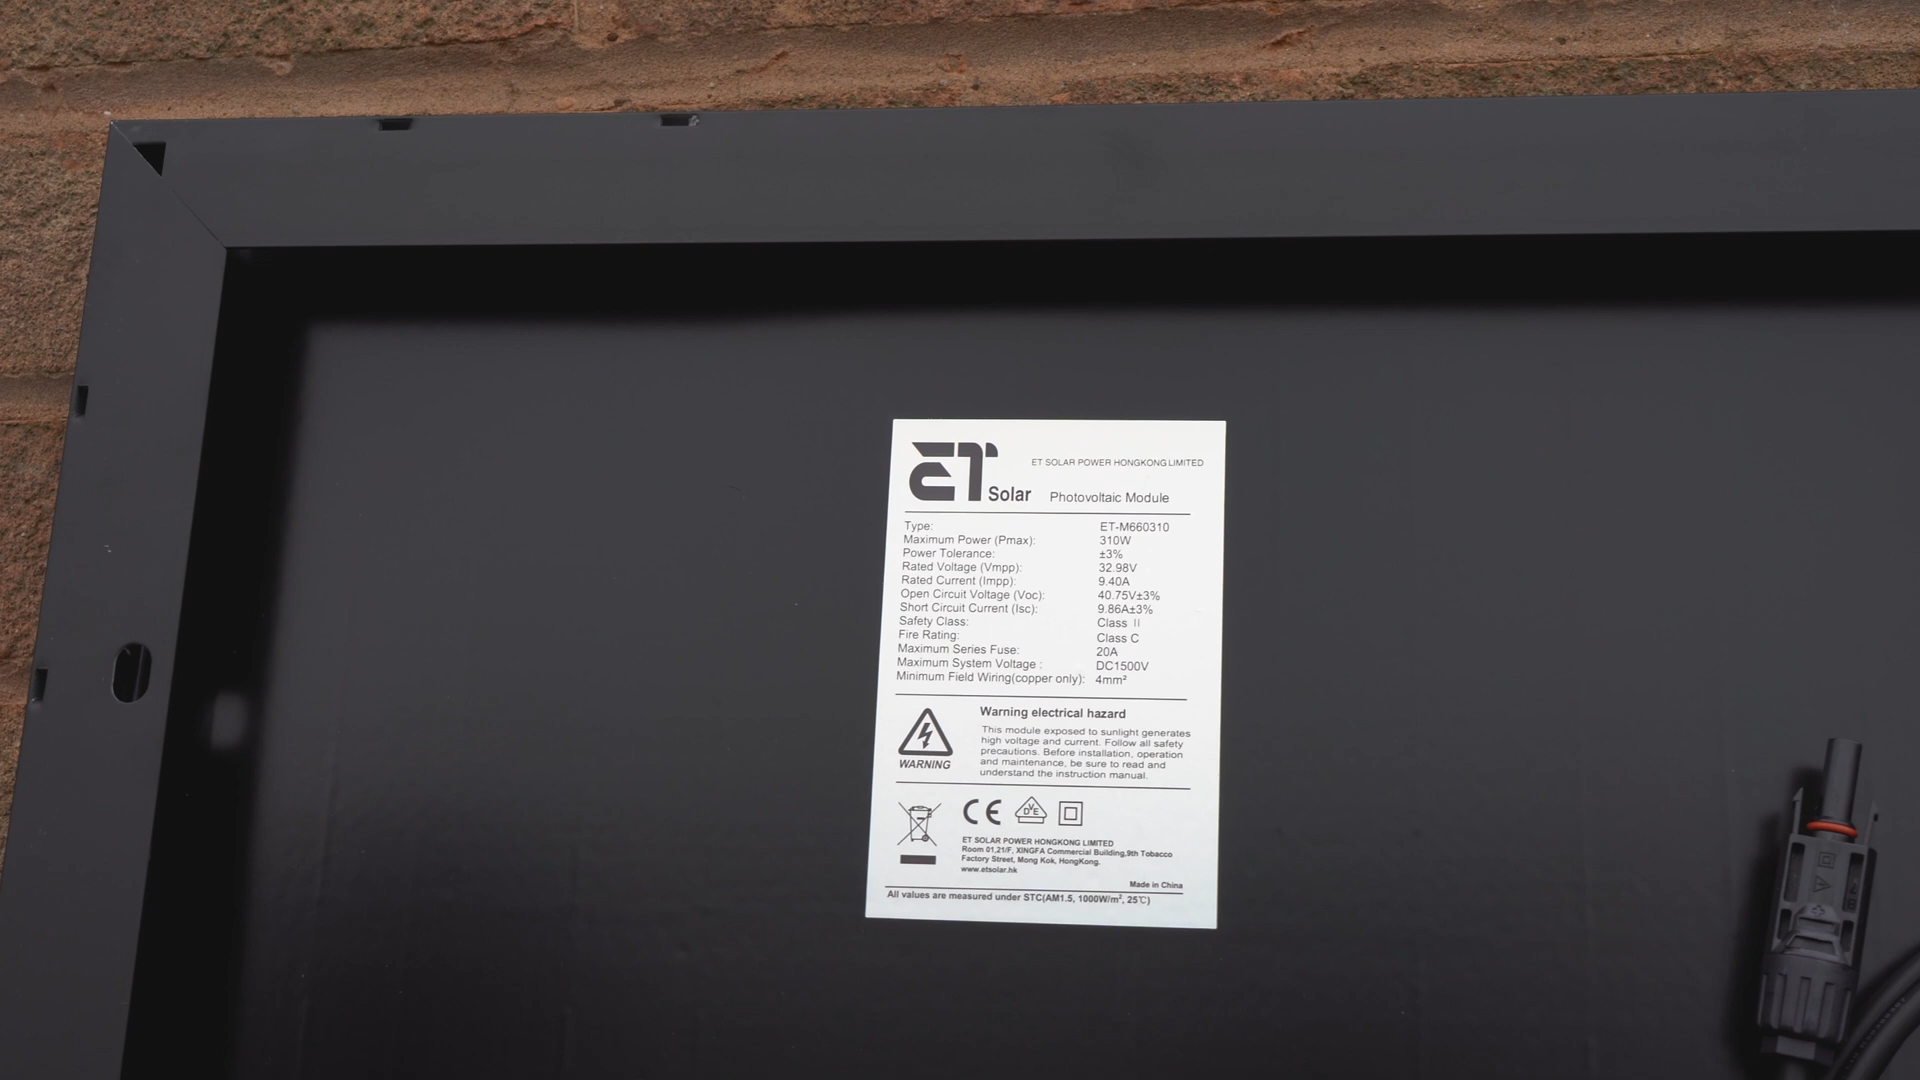 ET Solar
ET SOLAR POWER HONGKONG LIMITED
Photovoltaic Module
Type: ET-M660310
Maximum Power (Pmax): 310W
Power Tolerance: ±3%
Rated Voltage (Vmpp): 32.98V
Rated Current (Impp): 9.40A
Open Circuit Voltage (Voc): 40.75V±3%
Short Circuit Current (Isc): 9.86A±3%
Safety Class: Class II
Fire Rating: Class C
Maximum Series Fuse: 20A
Maximum System Voltage : DC1500V
Minimum Field Wiring(copper only): 4mm²
Warning electrical hazard
This module exposed to sunlight generates
high voltage and current. Follow all safety
precautions. Before installation, operation
and maintenance, be sure to read and
understand the instruction manual.
WARNING
CE DVE
ET SOLAR POWER HONGKONG LIMITED
Room 01,21/F, XINGFA Commercial Building,9th Tobacco
Factory Street, Mong Kok, HongKong.
www.etsolar.hk
Made in China
All values are measured under STC(AM1.5, 1000W/m², 25℃)